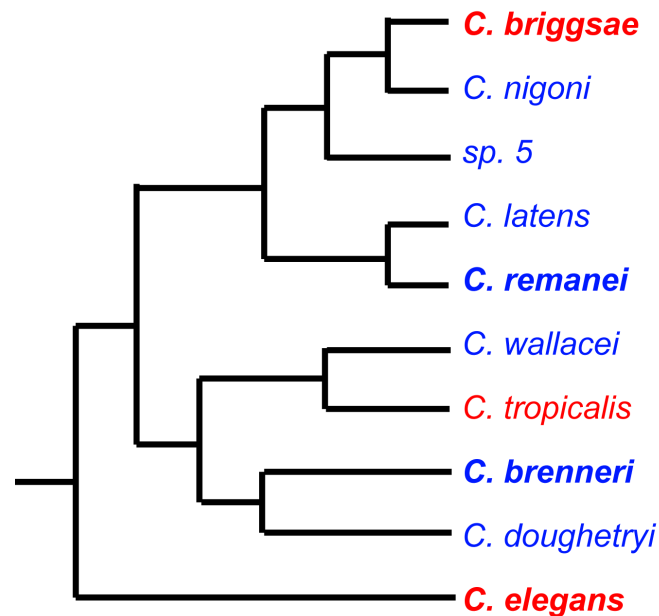 C. briggsae
C. nigoni
sp. 5
C. latens
C. remanei
C. wallacei
C. tropicalis
C. brenneri
C. doughetryi
C. elegans